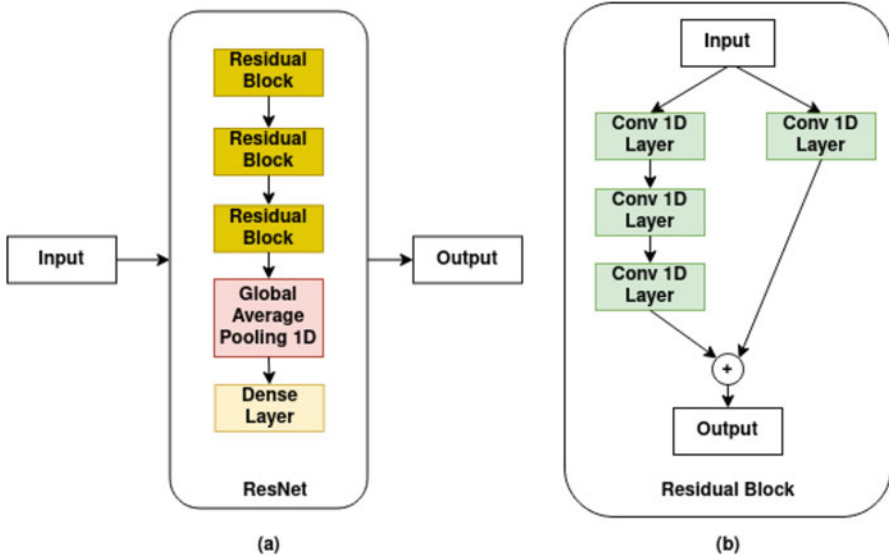 Residual
Block
Residual
Block
Residual
Block
Input
Output
Global
Average
Pooling 1D
Dense
Layer
ResNet
(a)
Input
Conv 1D
Layer
Conv 1D
Layer
Conv 1D
Layer
Conv 1D
Layer
+
Output
Residual Block
(b)